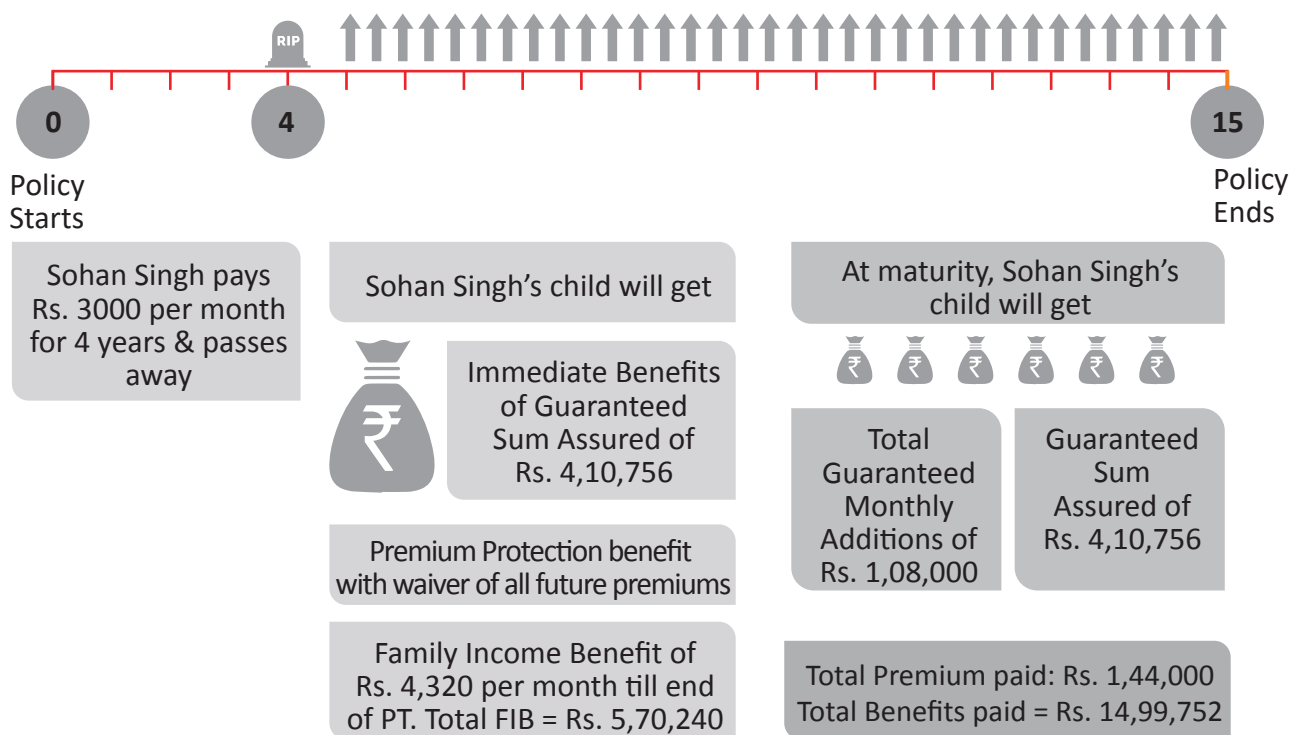 RIP
0
4
15
Policy
Starts
Policy
Ends
Sohan Singh pays
Rs. 3000 per month
for 4 years & passes
away
Sohan Singh's child will get
₹
Immediate Benefits
of Guaranteed
Sum Assured of
Rs. 4,10,756
Premium Protection benefit
with waiver of all future premiums
Family Income Benefit of
Rs. 4,320 per month till end
of PT. Total FIB = Rs. 5,70,240
At maturity, Sohan Singh's
child will get
₹ ₹ ₹ ₹ ₹ ₹
Total
Guaranteed
Monthly
Additions of
Rs. 1,08,000
Guaranteed
Sum
Assured of
Rs. 4,10,756
Total Premium paid: Rs. 1,44,000
Total Benefits paid = Rs. 14,99,752